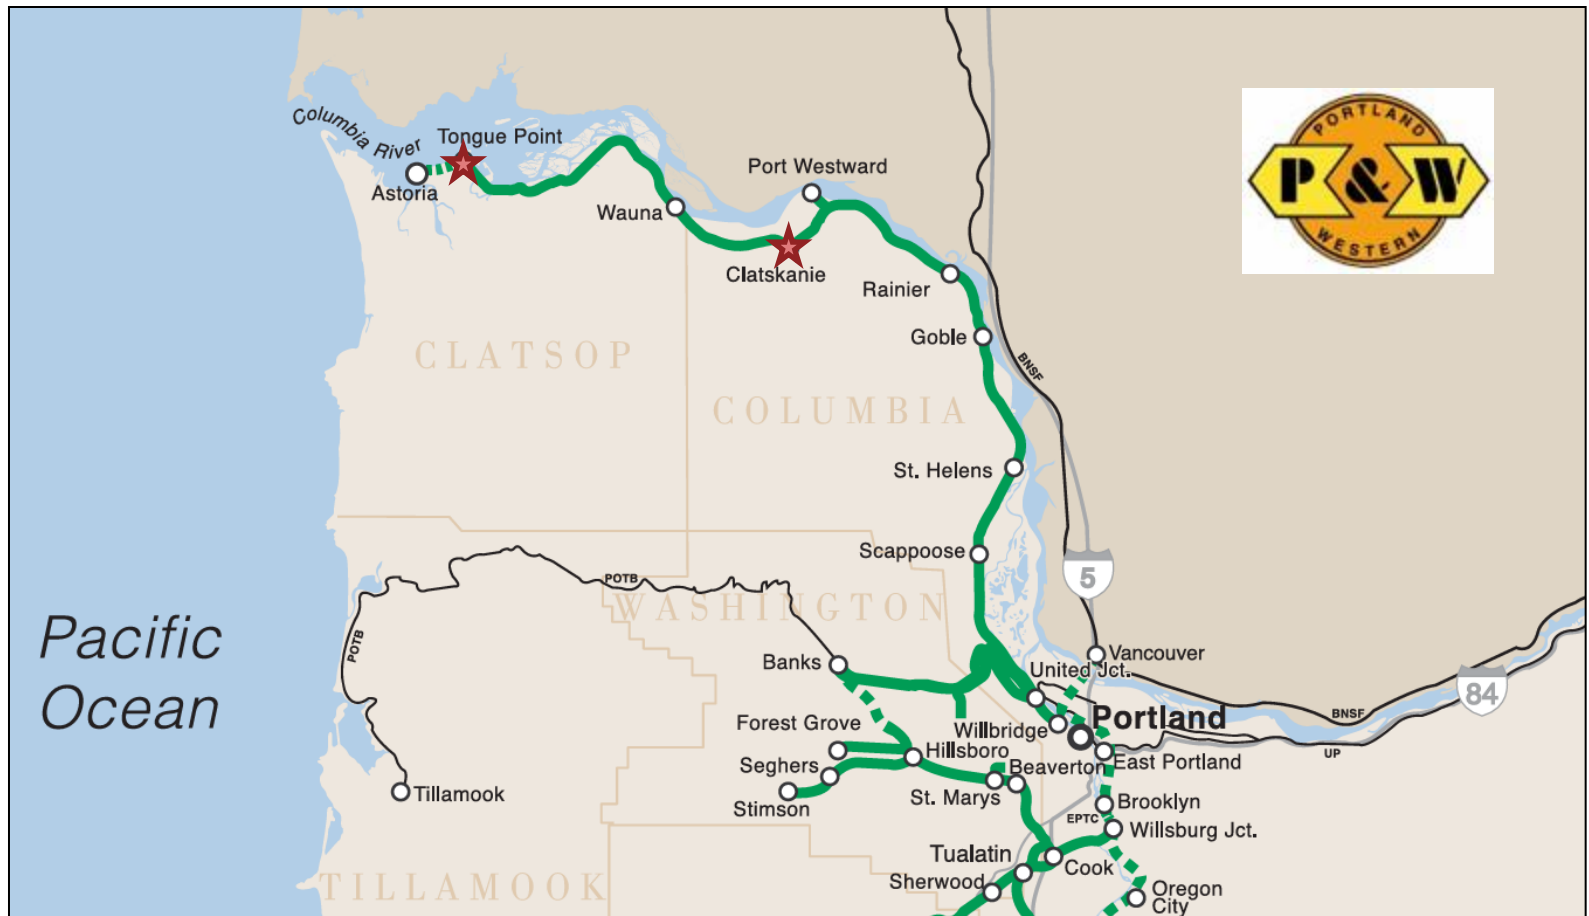 Columbia River
Tongue Point
Astoria
Port Westward
Wauna
Clatskanie
Rainier
Goble
PORTLAND
P&W
WESTERN
CLATSOP
COLUMBIA
BNSF
St. Helens
Scappoose
5
POTB
WASHINGTON
POTB
Pacific
Ocean
Banks
Vancouver
United Jct.
84
BNSF
UP
Portland
Willbridge
Forest Grove
Hillsboro
East Portland
Seghers
Beaverton
Stimson
St. Marys
Tillamook
Brooklyn
EPTC
Willsburg Jct.
Tualatin
Cook
Sherwood
TILLAMOOK
Oregon
City